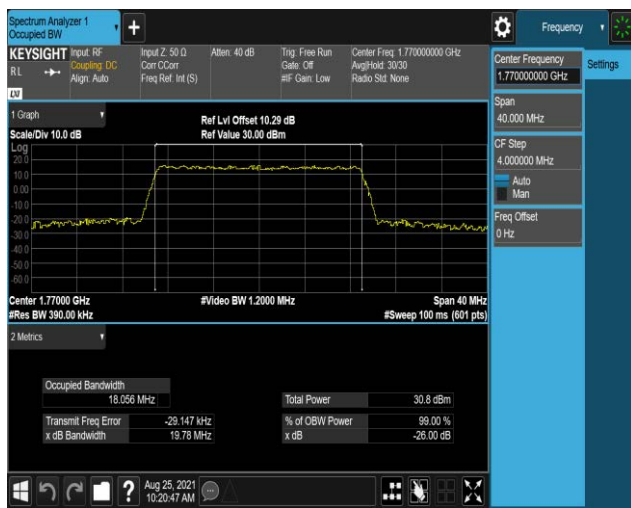 Spectrum Analyzer 1
Occupied BW
+
Frequency
KEYSIGHT
RL
LXI
Input: RF
Coupling: DC
Align: Auto
Input Z: 50 Ω
Corr CCorr
Freq Ref: Int (S)
Atten: 40 dB
Trig: Free Run
Gate: Off
#IF Gain: Low
Center Freq: 1.770000000 GHz
Avg|Hold: 30/30
Radio Std: None
Center Frequency
1.770000000 GHz
Settings
Span
40.000 MHz
CF Step
4.000000 MHz
Auto
Man
Freq Offset
0 Hz
1 Graph
Scale/Div 10.0 dB
Ref Lvl Offset 10.29 dB
Ref Value 30.00 dBm
Log
20.0
10.0
0.00
-10.0
-20.0
-30.0
-40.0
-50.0
-60.0
Center 1.77000 GHz
#Video BW 1.2000 MHz
Span 40 MHz
#Res BW 390.00 kHz
#Sweep 100 ms (601 pts)
2 Metrics
Occupied Bandwidth
18.056 MHz
Total Power 30.8 dBm
Transmit Freq Error -29.147 kHz
% of OBW Power 99.00 %
x dB Bandwidth 19.78 MHz
x dB -26.00 dB
?
Aug 25, 2021
10:20:47 AM